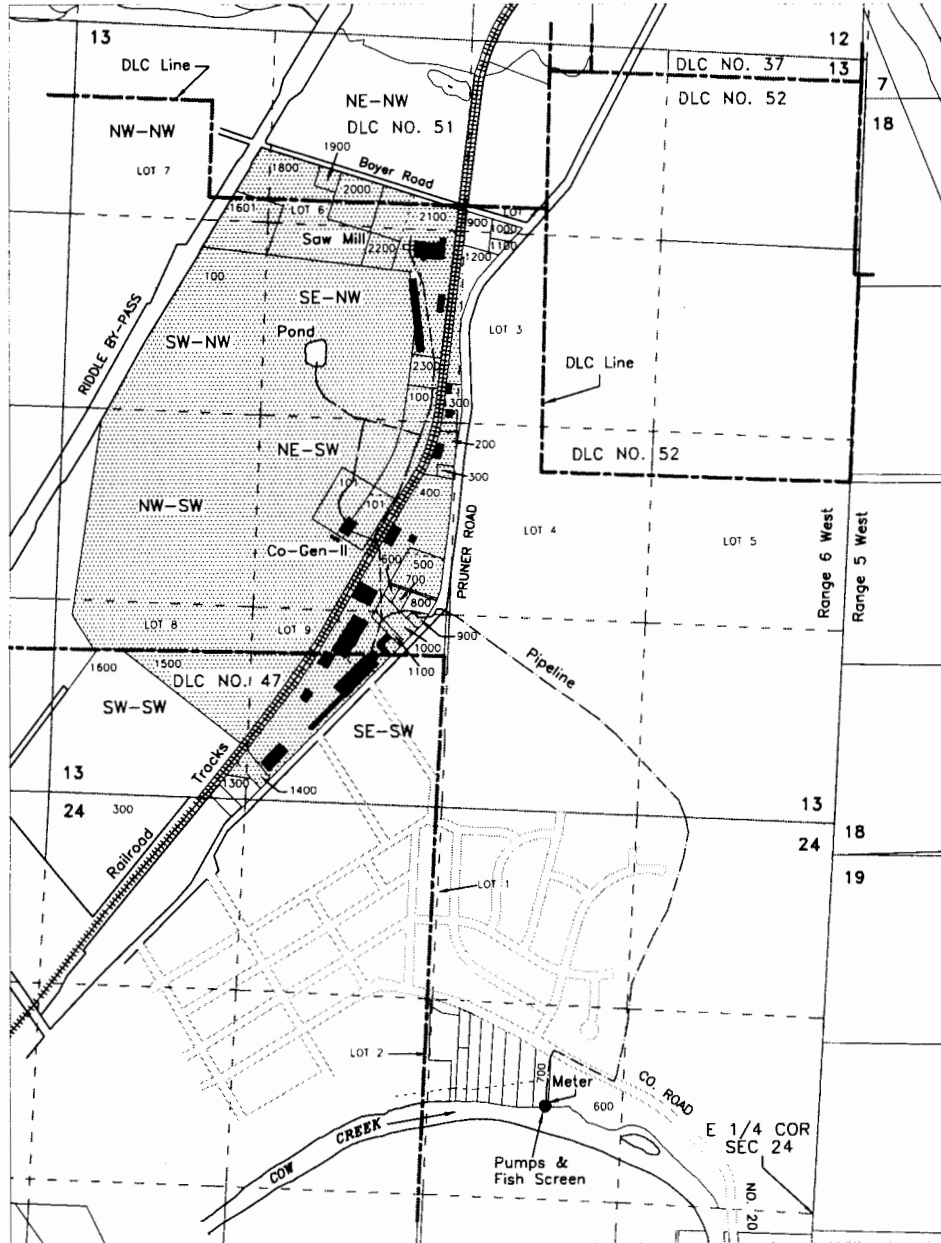 13
12
DLC Line
DLC NO. 37
13
7
NE-NW
DLC NO. 52
DLC NO. 51
NW-NW
18
1900
Boyer Road
LOT 7
1800
2000
1601
LOT 6
2100
900
LOT
1000
Saw Mill
2200
1100
1200
100
SE-NW
RIDDLE BY-PASS
SW-NW
Pond
LOT 3
230
DLC Line
100
1300
200
NE-SW
DLC NO. 52
300
101
400
NW-SW
101
PRUNER ROAD
LOT 4
LOT 5
Range 6 West
Range 5 West
Co-Gen-II
600
500
700
800
LOT 8
LOT 9
900
1000
1600
1500
1100
Pipeline
DLC NO. 47
SW-SW
SE-SW
Railroad Tracks
13
1300
1400
13
24
300
24
18
19
LOT 1
LOT 2
700
Meter
CO. ROAD
600
E 1/4 COR
SEC 24
COW CREEK
Pumps &
Fish Screen
NO. 20